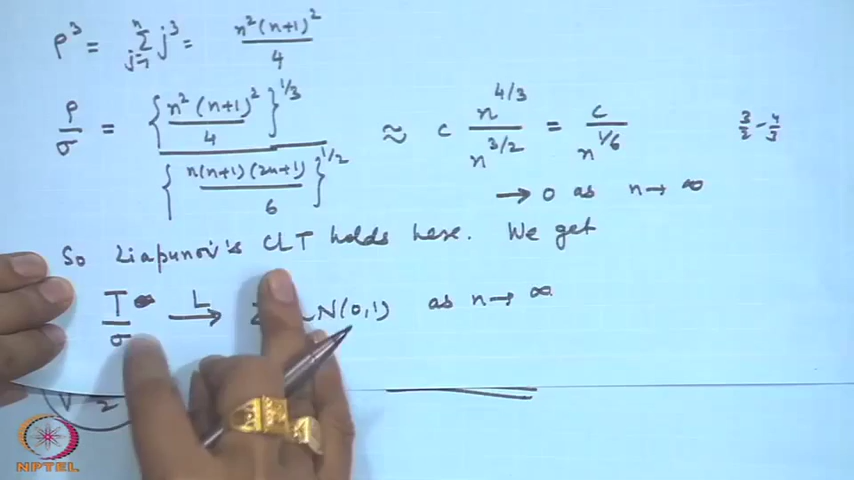 ρ³ = Σ_{j=1}^{n} j³ = n²(n+1)²/4
ρ/σ = {n²(n+1)²/4}^{1/3} / {n(n+1)(2n+1)/6}^{1/2} ≈ c n^{4/3}/n^{3/2} = c/n^{1/6}
3/2 - 4/3
→ 0 as n → ∞
So Liapunov's CLT holds here. We get
T/σ →^L Z ~ N(0,1) as n → ∞
NPTEL